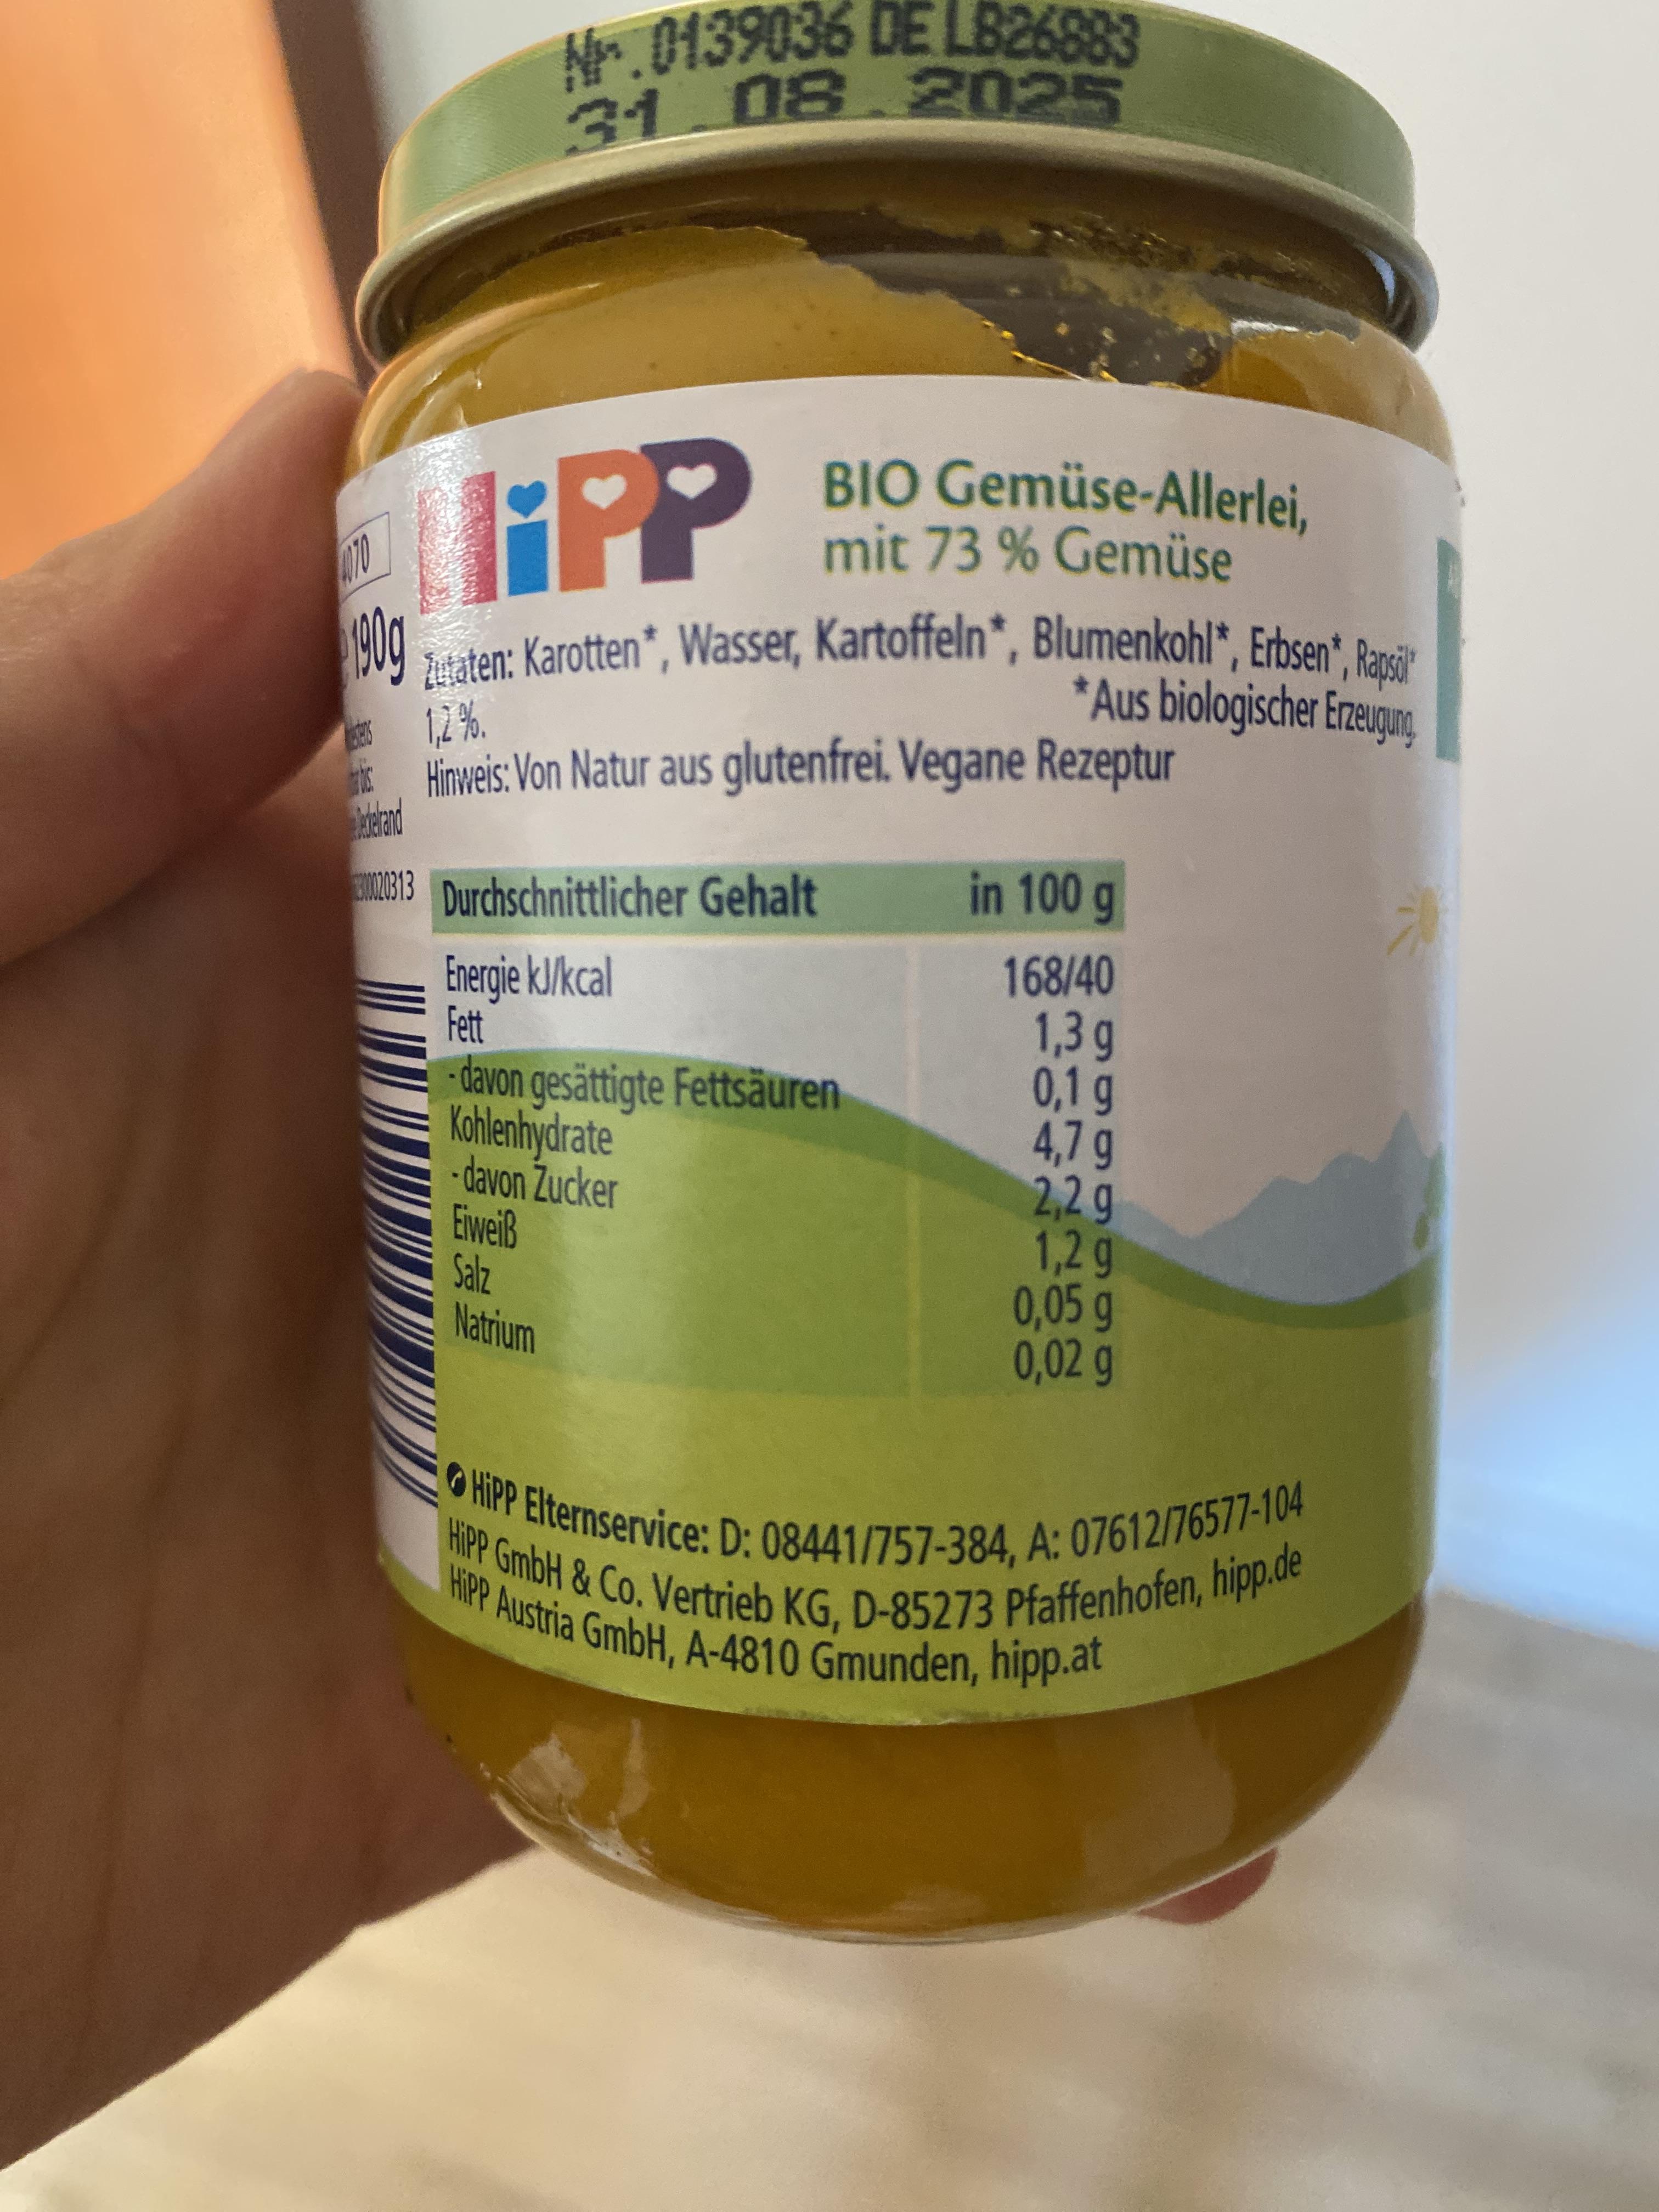 Nr. 0139036 DE LB26883
31.08.2025
HiPP
BIO Gemüse-Allerlei,
mit 73 % Gemüse
4070
190g
Zutaten: Karotten*, Wasser, Kartoffeln*, Blumenkohl*, Erbsen*, Rapsöl*
1,2 %.
*Aus biologischer Erzeugung.
Hinweis: Von Natur aus glutenfrei. Vegane Rezeptur
bis:
Deckelrand
00020313
Durchschnittlicher Gehalt in 100 g
Energie kJ/kcal 168/40
Fett 1,3 g
- davon gesättigte Fettsäuren 0,1 g
Kohlenhydrate 4,7 g
- davon Zucker 2,2 g
Eiweiß 1,2 g
Salz 0,05 g
Natrium 0,02 g
HiPP Elternservice: D: 08441/757-384, A: 07612/76577-104
HiPP GmbH & Co. Vertrieb KG, D-85273 Pfaffenhofen, hipp.de
HiPP Austria GmbH, A-4810 Gmunden, hipp.at